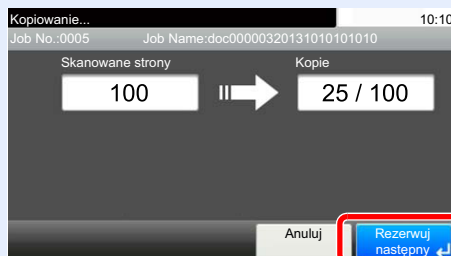 Kopiowanie... 10:10
Job No.:0005 Job Name:doc00000320131010101010
Skanowane strony Kopie
100 25 / 100
Anuluj Rezerwuj
następny